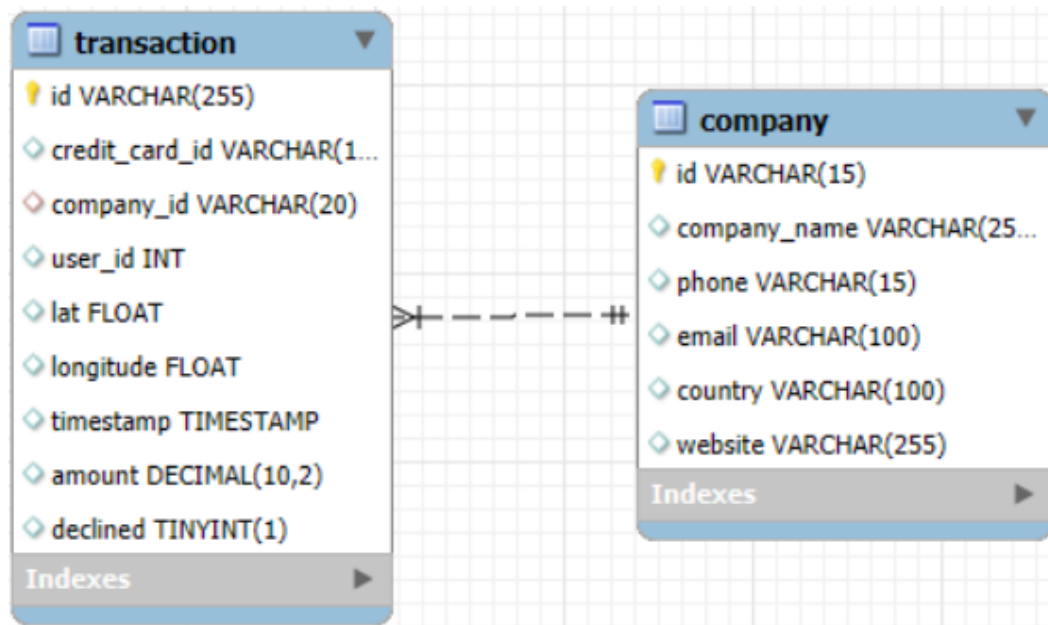 transaction
id VARCHAR(255)
credit_card_id VARCHAR(1...
company_id VARCHAR(20)
user_id INT
lat FLOAT
longitude FLOAT
timestamp TIMESTAMP
amount DECIMAL(10,2)
declined TINYINT(1)
Indexes
company
id VARCHAR(15)
company_name VARCHAR(25...
phone VARCHAR(15)
email VARCHAR(100)
country VARCHAR(100)
website VARCHAR(255)
Indexes